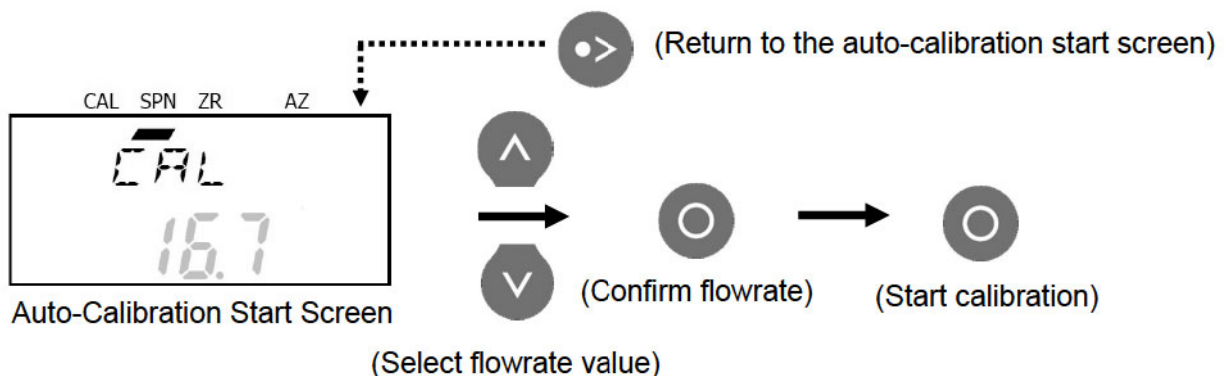 (Return to the auto-calibration start screen)
CAL SPN ZR AZ
CAL
16.7
(Confirm flowrate)
(Start calibration)
Auto-Calibration Start Screen
(Select flowrate value)